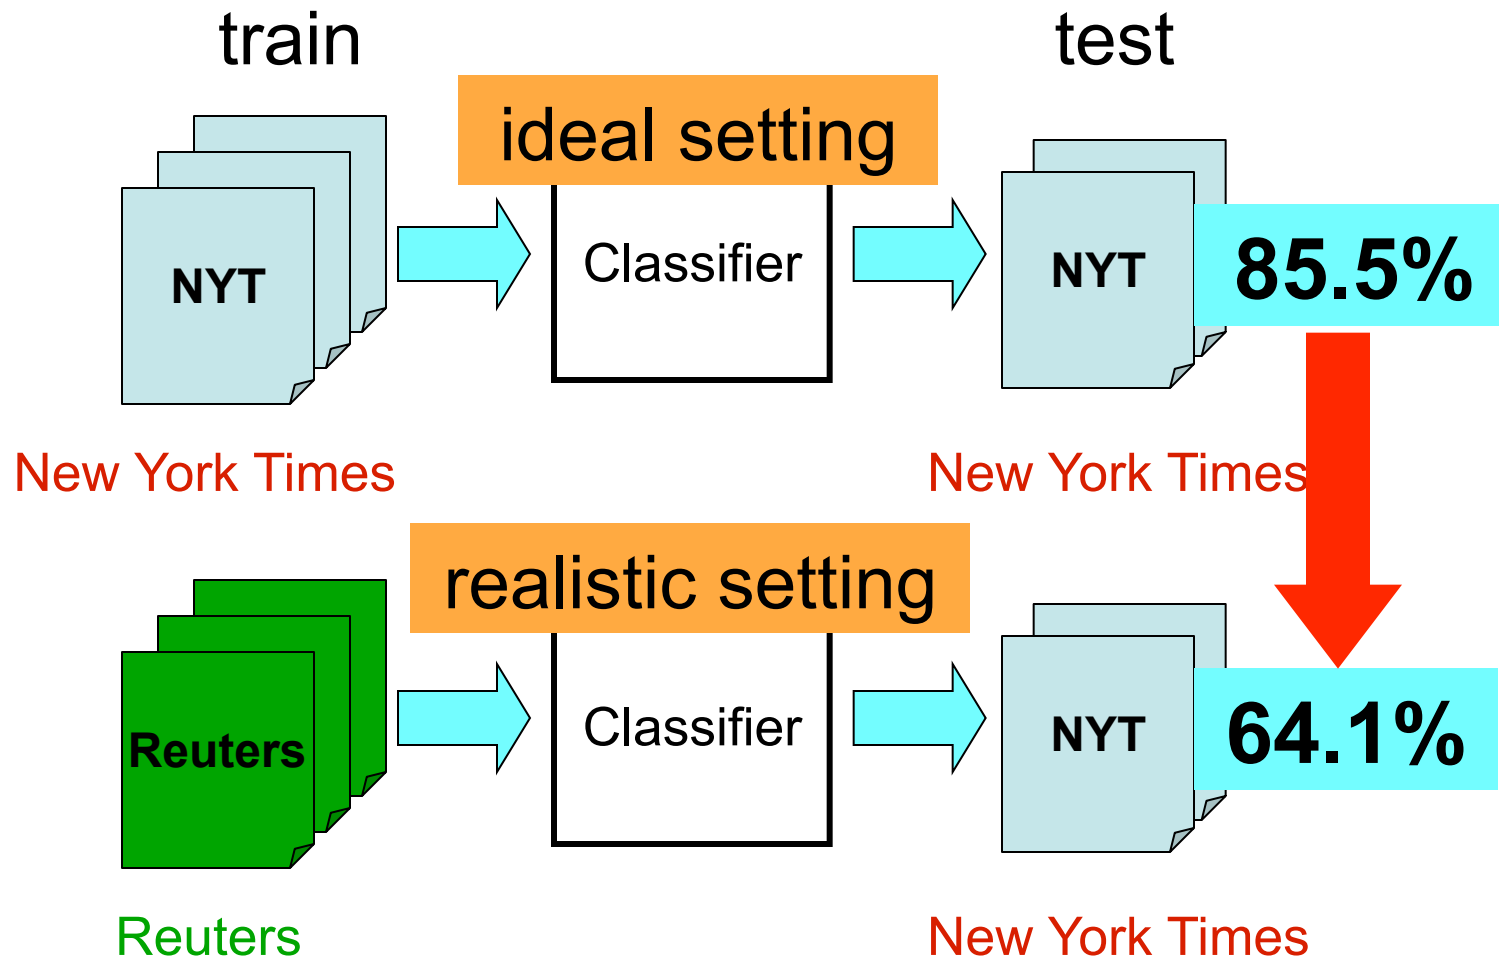 train
test
ideal setting
NYT
Classifier
NYT
85.5%
New York Times
New York Times
realistic setting
Reuters
Classifier
NYT
64.1%
Reuters
New York Times